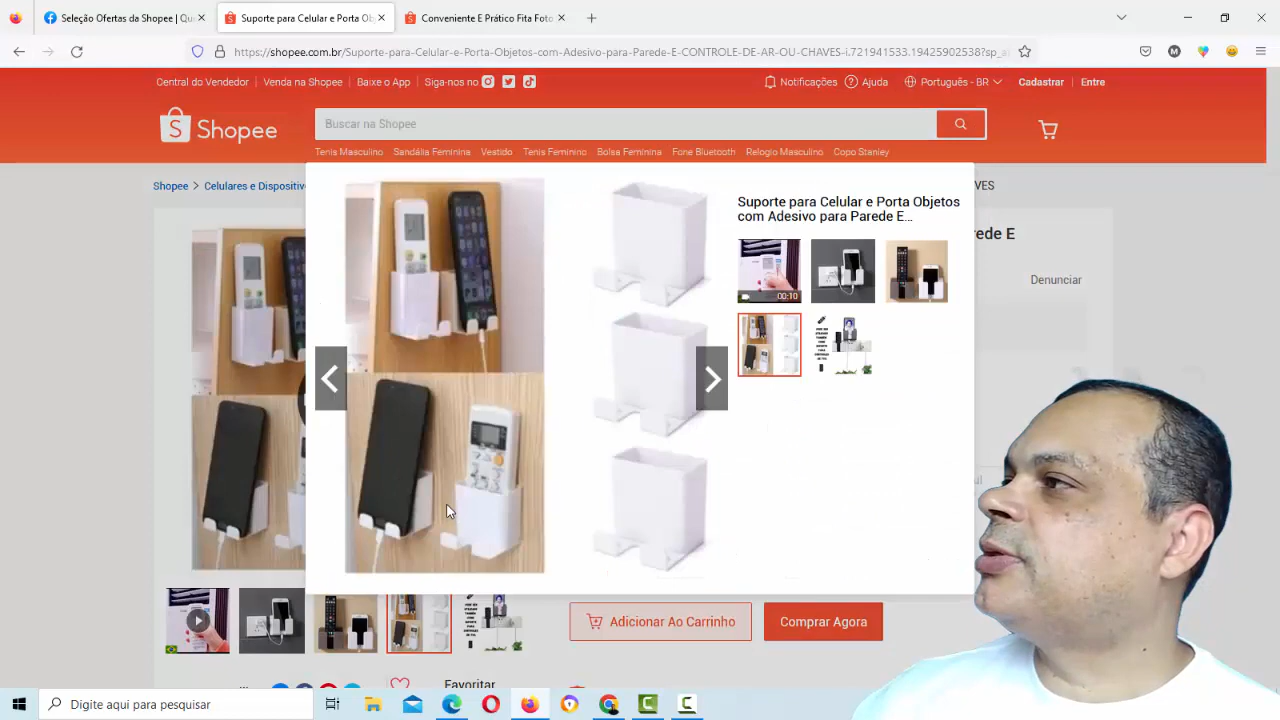 Seleção Ofertas da Shopee | Qu
Suporte para Celular e Porta Ob
Conveniente E Prático Fita Foto
https://shopee.com.br/Suporte-para-Celular-e-Porta-Objetos-com-Adesivo-para-Parede-E-CONTROLE-DE-AR-OU-CHAVES-i.721941533.19425902538?sp_a
Central do Vendedor Venda na Shopee Baixe o App Siga-nos no
Notificações Ajuda Português - BR Cadastrar Entre
Shopee
Buscar na Shopee
Tenis Masculino Sandália Feminina Vestido Tenis Feminino Bolsa Feminina Fone Bluetooth Relogio Masculino Copo Stanley
Shopee Celulares e Dispositiv VES
Suporte para Celular e Porta Objetos
com Adesivo para Parede E...
rede E
Denunciar
00:10
Adicionar Ao Carrinho
Comprar Agora
Favoritar
Digite aqui para pesquisar